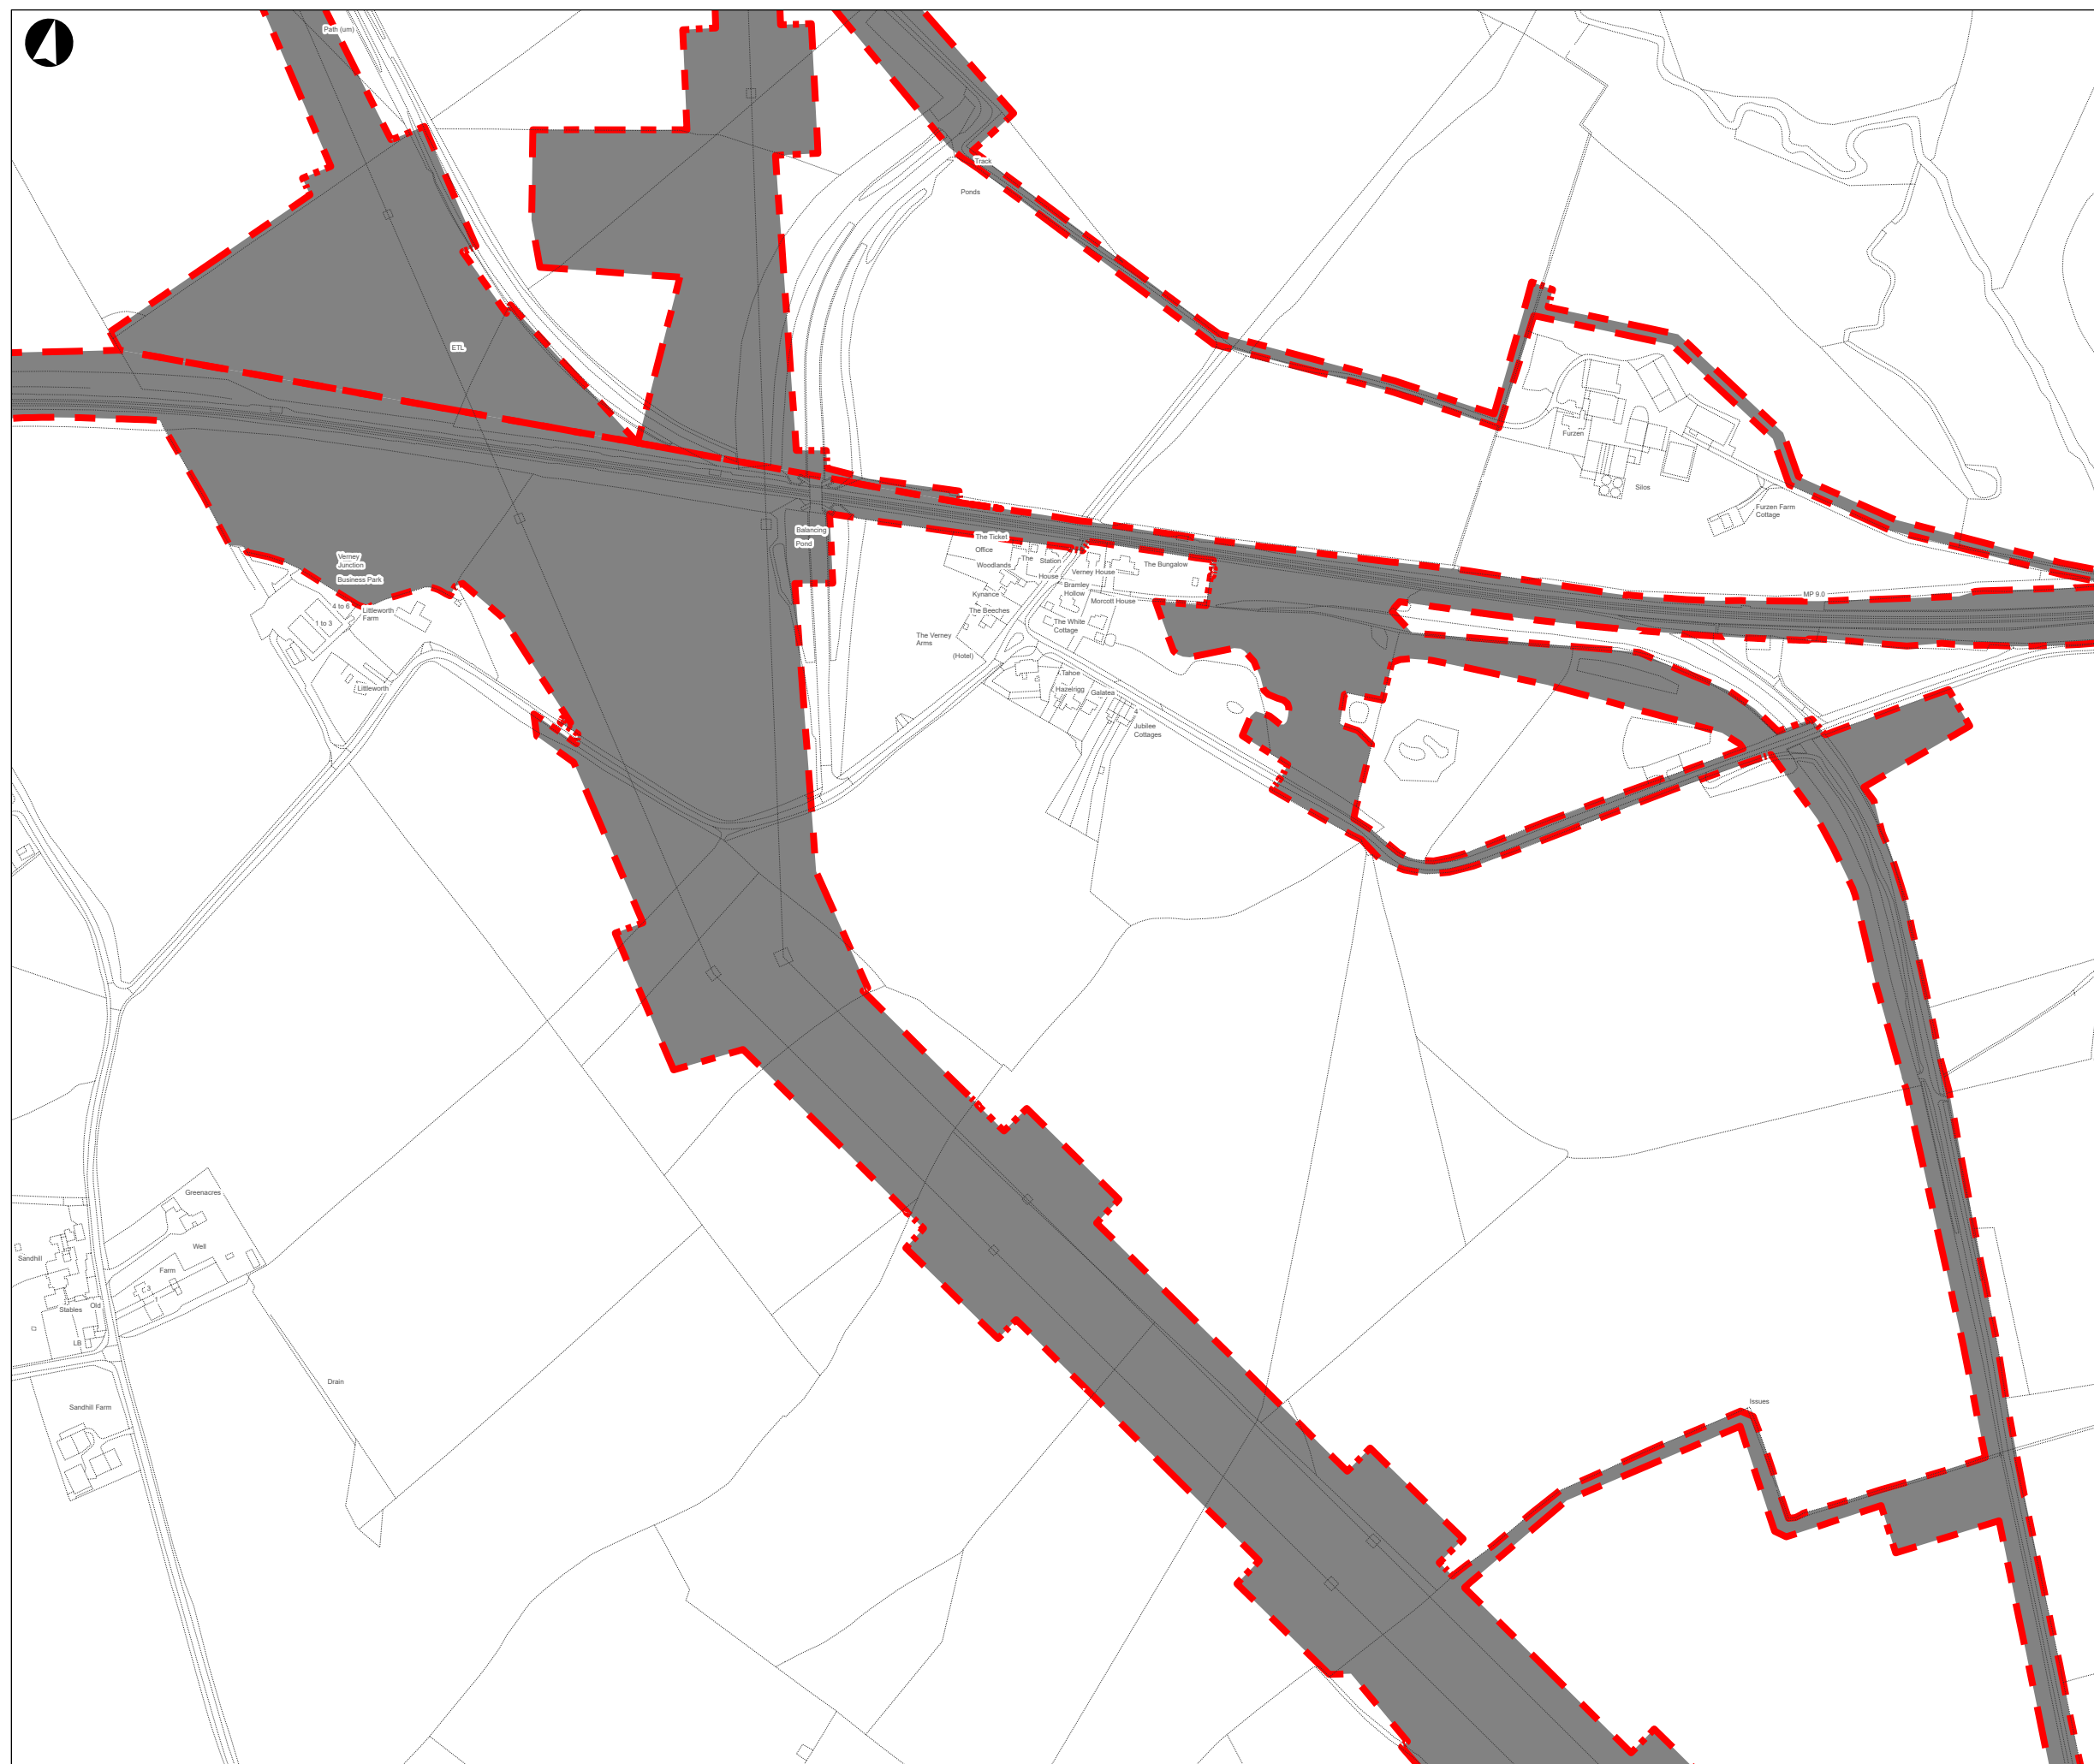 Path (um)
Track
Ponds
ETL
Furzen
Silos
Furzen Farm
Cottage
Balancing
Pond
The Ticket
Office
The
Station
House
Woodlands
Verney House
The Bungalow
Bramley
Hollow
Kynance
Morcott House
The Beeches
The White
Cottage
The Verney
Arms
(Hotel)
MP 9.0
Verney
Junction
Business Park
4 to 6
1 to 3
Littleworth
Farm
Littleworth
Tahoe
Hazelrigg
Galatea
4
Jubilee
Cottages
Greenacres
Well
Sandhill
Farm
3
1
Stables
Old
LB
Drain
Sandhill Farm
Issues